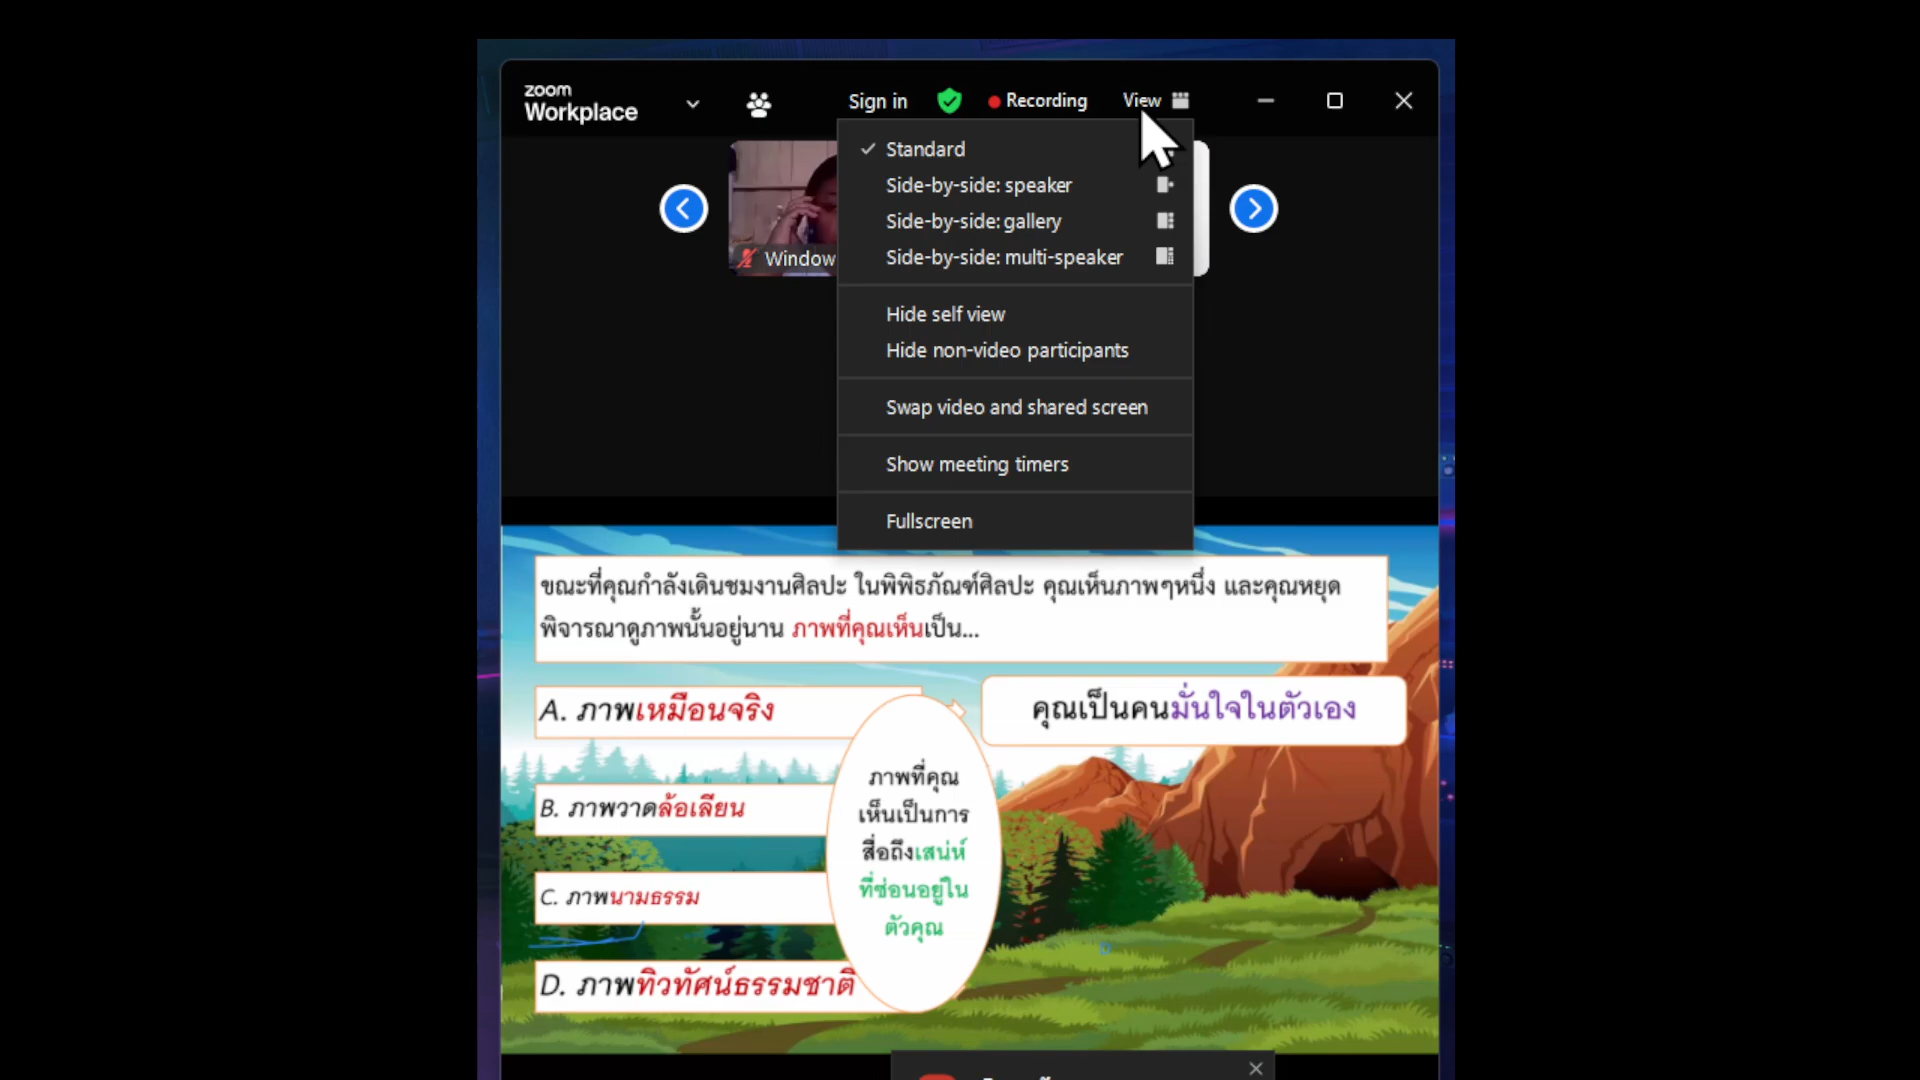 zoom
Workplace
Sign in
Recording
View
Standard
Side-by-side: speaker
Side-by-side: gallery
Side-by-side: multi-speaker
Window
Hide self view
Hide non-video participants
Swap video and shared screen
Show meeting timers
Fullscreen
ขณะที่คุณกำลังเดินชมงานศิลปะ ในพิพิธภัณฑ์ศิลปะ คุณเห็นภาพๆหนึ่ง และคุณหยุด
พิจารณาดูภาพนั้นอยู่นาน ภาพที่คุณเห็นเป็น...
A. ภาพเหมือนจริง
คุณเป็นคนมั่นใจในตัวเอง
B. ภาพวาดล้อเลียน
C. ภาพนามธรรม
D. ภาพทิวทัศน์ธรรมชาติ
ภาพที่คุณ
เห็นเป็นการ
สื่อถึงเสน่ห์
ที่ซ่อนอยู่ใน
ตัวคุณ